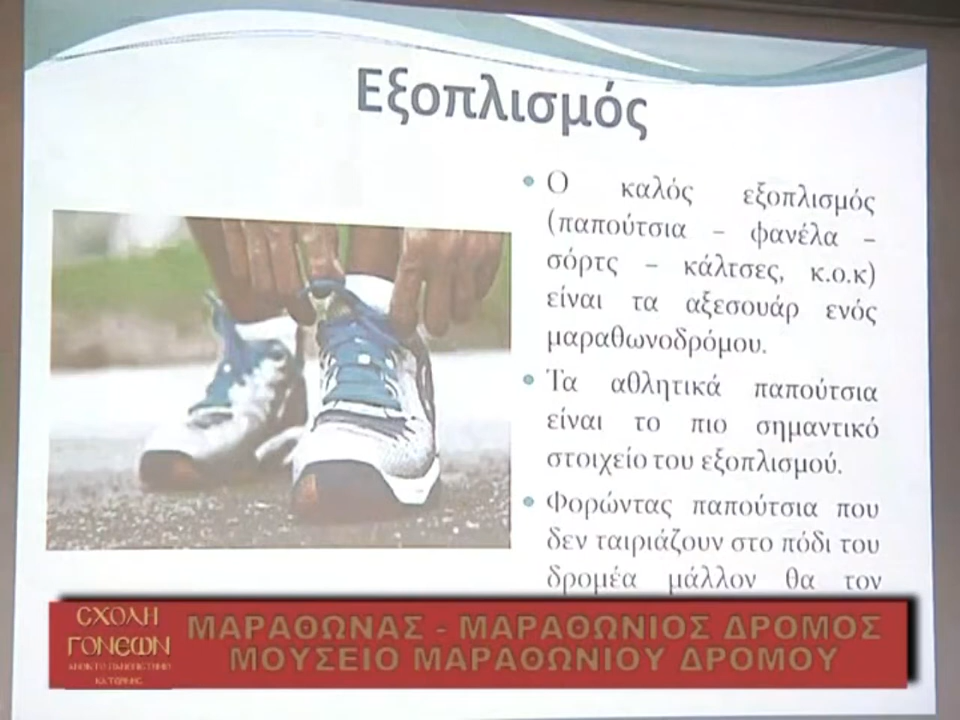 Εξοπλισμός
• Ο καλός εξοπλισμός
(παπούτσια – φανέλα –
σόρτς – κάλτσες, κ.ο.κ)
είναι τα αξεσουάρ ενός
μαραθωνοδρόμου.
• Τα αθλητικά παπούτσια
είναι το πιο σημαντικό
στοιχείο του εξοπλισμού.
• Φορώντας παπούτσια που
δεν ταιριάζουν στο πόδι του
δρομέα μάλλον θα τον
ΣΧΟΛΗ
ΓΟΝΕΩΝ
ΑΝΟΙΚΤΟ ΠΑΝΕΠΙΣΤΗΜΙΟ
ΚΑΤΕΡΙΝΗΣ
ΜΑΡΑΘΩΝΑΣ - ΜΑΡΑΘΩΝΙΟΣ ΔΡΟΜΟΣ
ΜΟΥΣΕΙΟ ΜΑΡΑΘΩΝΙΟΥ ΔΡΟΜΟΥ